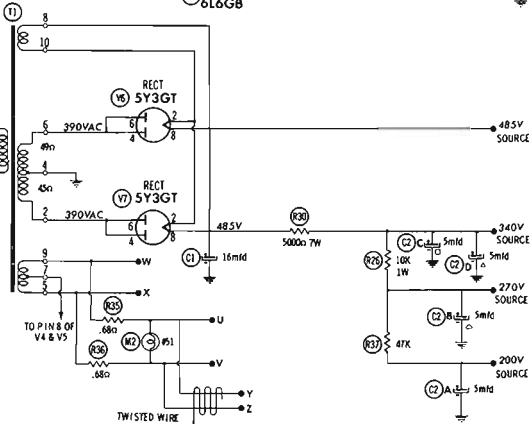 6L6GB
T1
8
10
RECT
V6 5Y3GT
6
390VAC
6
4
2
8
485V
SOURCE
49Ω
4
45Ω
RECT
V7 5Y3GT
2
390VAC
6
4
2
8
485V
R30
5000Ω 7W
340V
SOURCE
C1 16mfd
C2 C 5mfd
C2 D 5mfd
R26 10K
1W
9
7
5
W
X
270V
SOURCE
C2 B 5mfd
TO PIN 8 OF
V4 & V5
R35
.68Ω
U
M2 #51
R36
.68Ω
V
R37 47K
200V
SOURCE
C2 A 5mfd
Y
Z
TWISTED WIRE